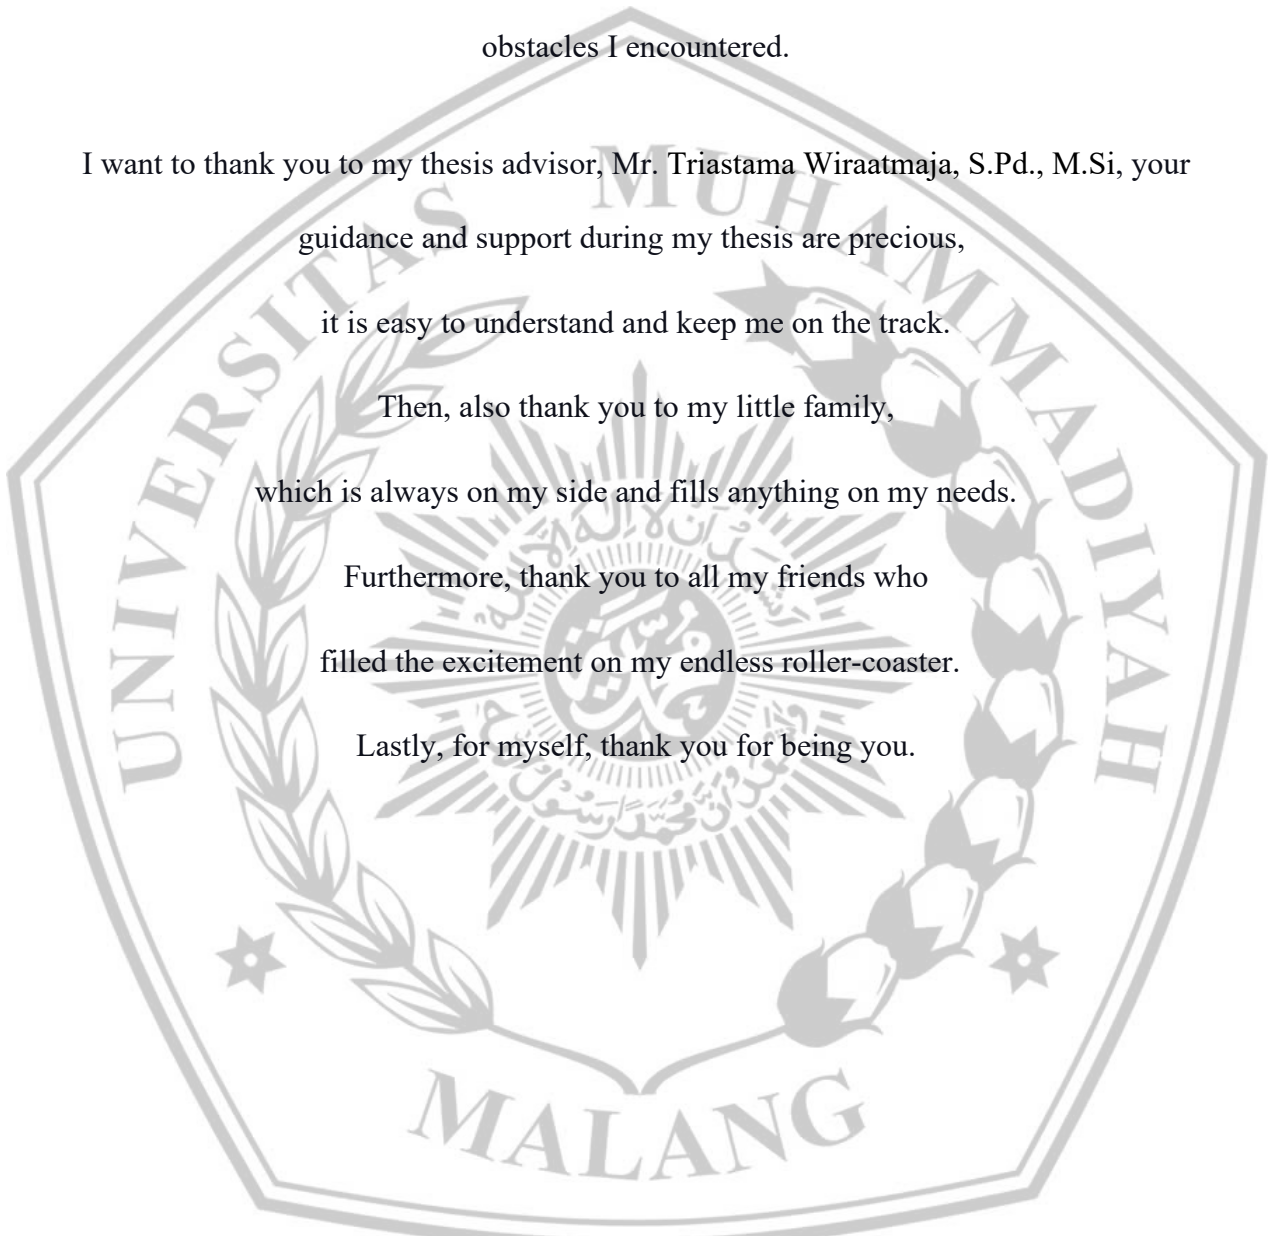 obstacles I encountered.
I want to thank you to my thesis advisor, Mr. Triastama Wiraatmaja, S.Pd., M.Si, your
guidance and support during my thesis are precious,
it is easy to understand and keep me on the track.
Then, also thank you to my little family,
which is always on my side and fills anything on my needs.
Furthermore, thank you to all my friends who
filled the excitement on my endless roller-coaster.
Lastly, for myself, thank you for being you.
UNIVERSITAS MUHAMMADIYAH
MALANG